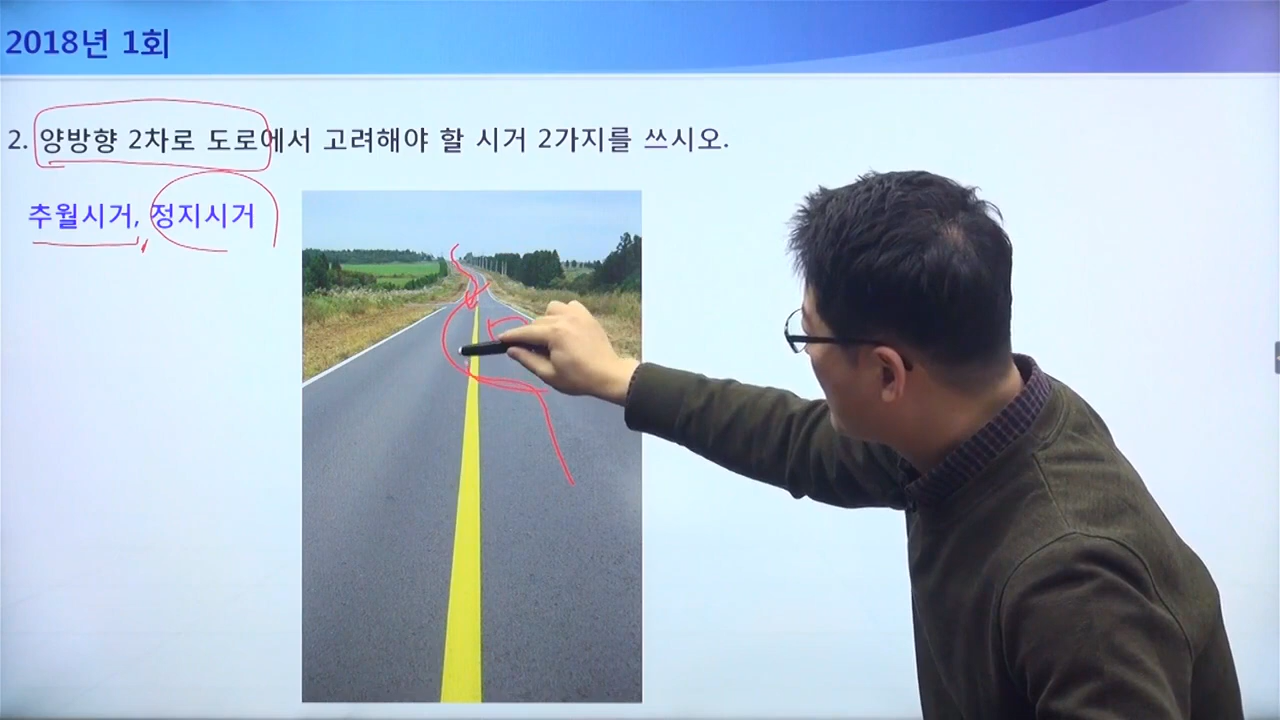 2018년 1회
2. 양방향 2차로 도로에서 고려해야 할 시거 2가지를 쓰시오.
추월시거, 정지시거